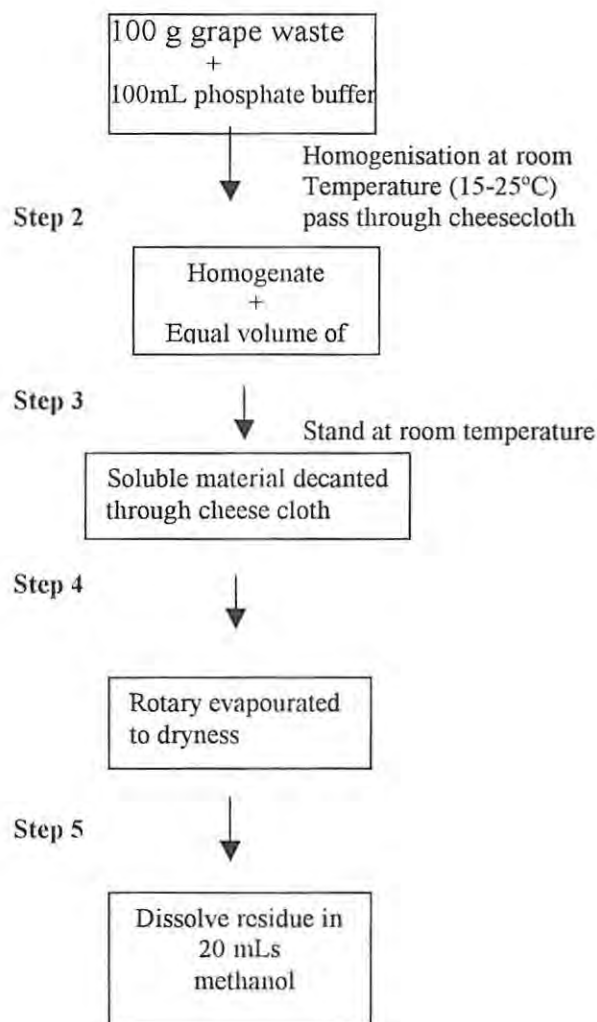 100 g grape waste
+
100mL phosphate buffer
Homogenisation at room
Temperature (15-25°C)
pass through cheesecloth
Step 2
Homogenate
+
Equal volume of
Step 3
Stand at room temperature
Soluble material decanted
through cheese cloth
Step 4
Rotary evapourated
to dryness
Step 5
Dissolve residue in
20 mLs
methanol